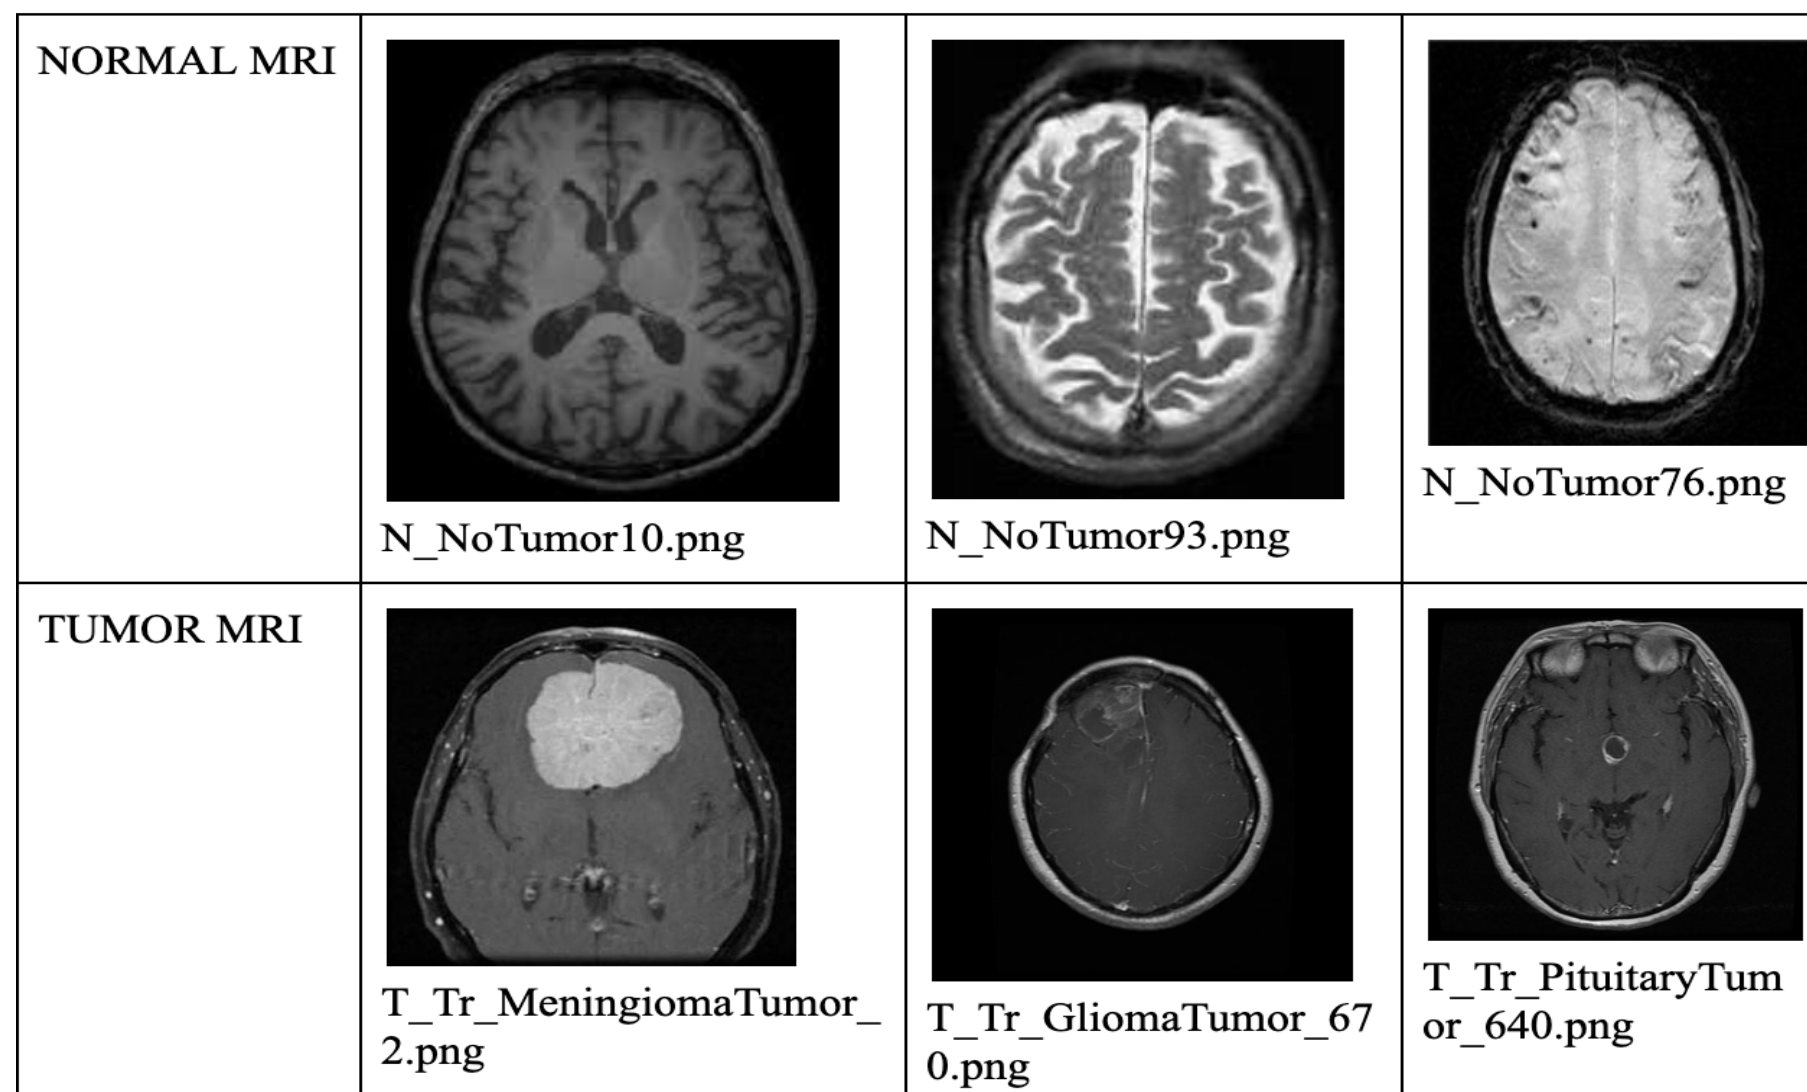 NORMAL MRI
N_NoTumor10.png
N_NoTumor93.png
N_NoTumor76.png
TUMOR MRI
T_Tr_MeningiomaTumor_
2.png
T_Tr_GliomaTumor_67
0.png
T_Tr_PituitaryTum
or_640.png